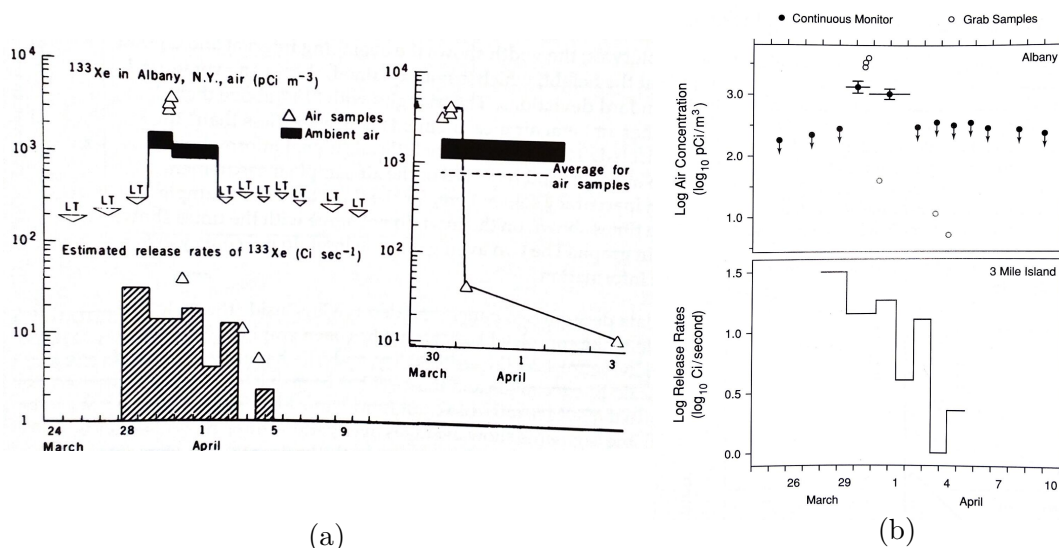 ● Continuous Monitor
○ Grab Samples
10⁴
¹³³Xe in Albany, N.Y., air (pCi m⁻³)
△ Air samples
Ambient air
10³
LT LT LT LT LT LT LT LT LT LT
10²
Estimated release rates of ¹³³Xe (Ci sec⁻¹)
10¹
1
24 28 1 5 9
March April
10⁴
10³
Average for
air samples
10²
10¹
30 1 3
March April
(a)
Albany
Log Air Concentration
(log₁₀ pCi/m³)
3.0
2.0
1.0
3 Mile Island
Log Release Rates
(log₁₀ Ci/second)
1.5
1.0
0.5
0.0
26 29 1 4 7 10
March April
(b)